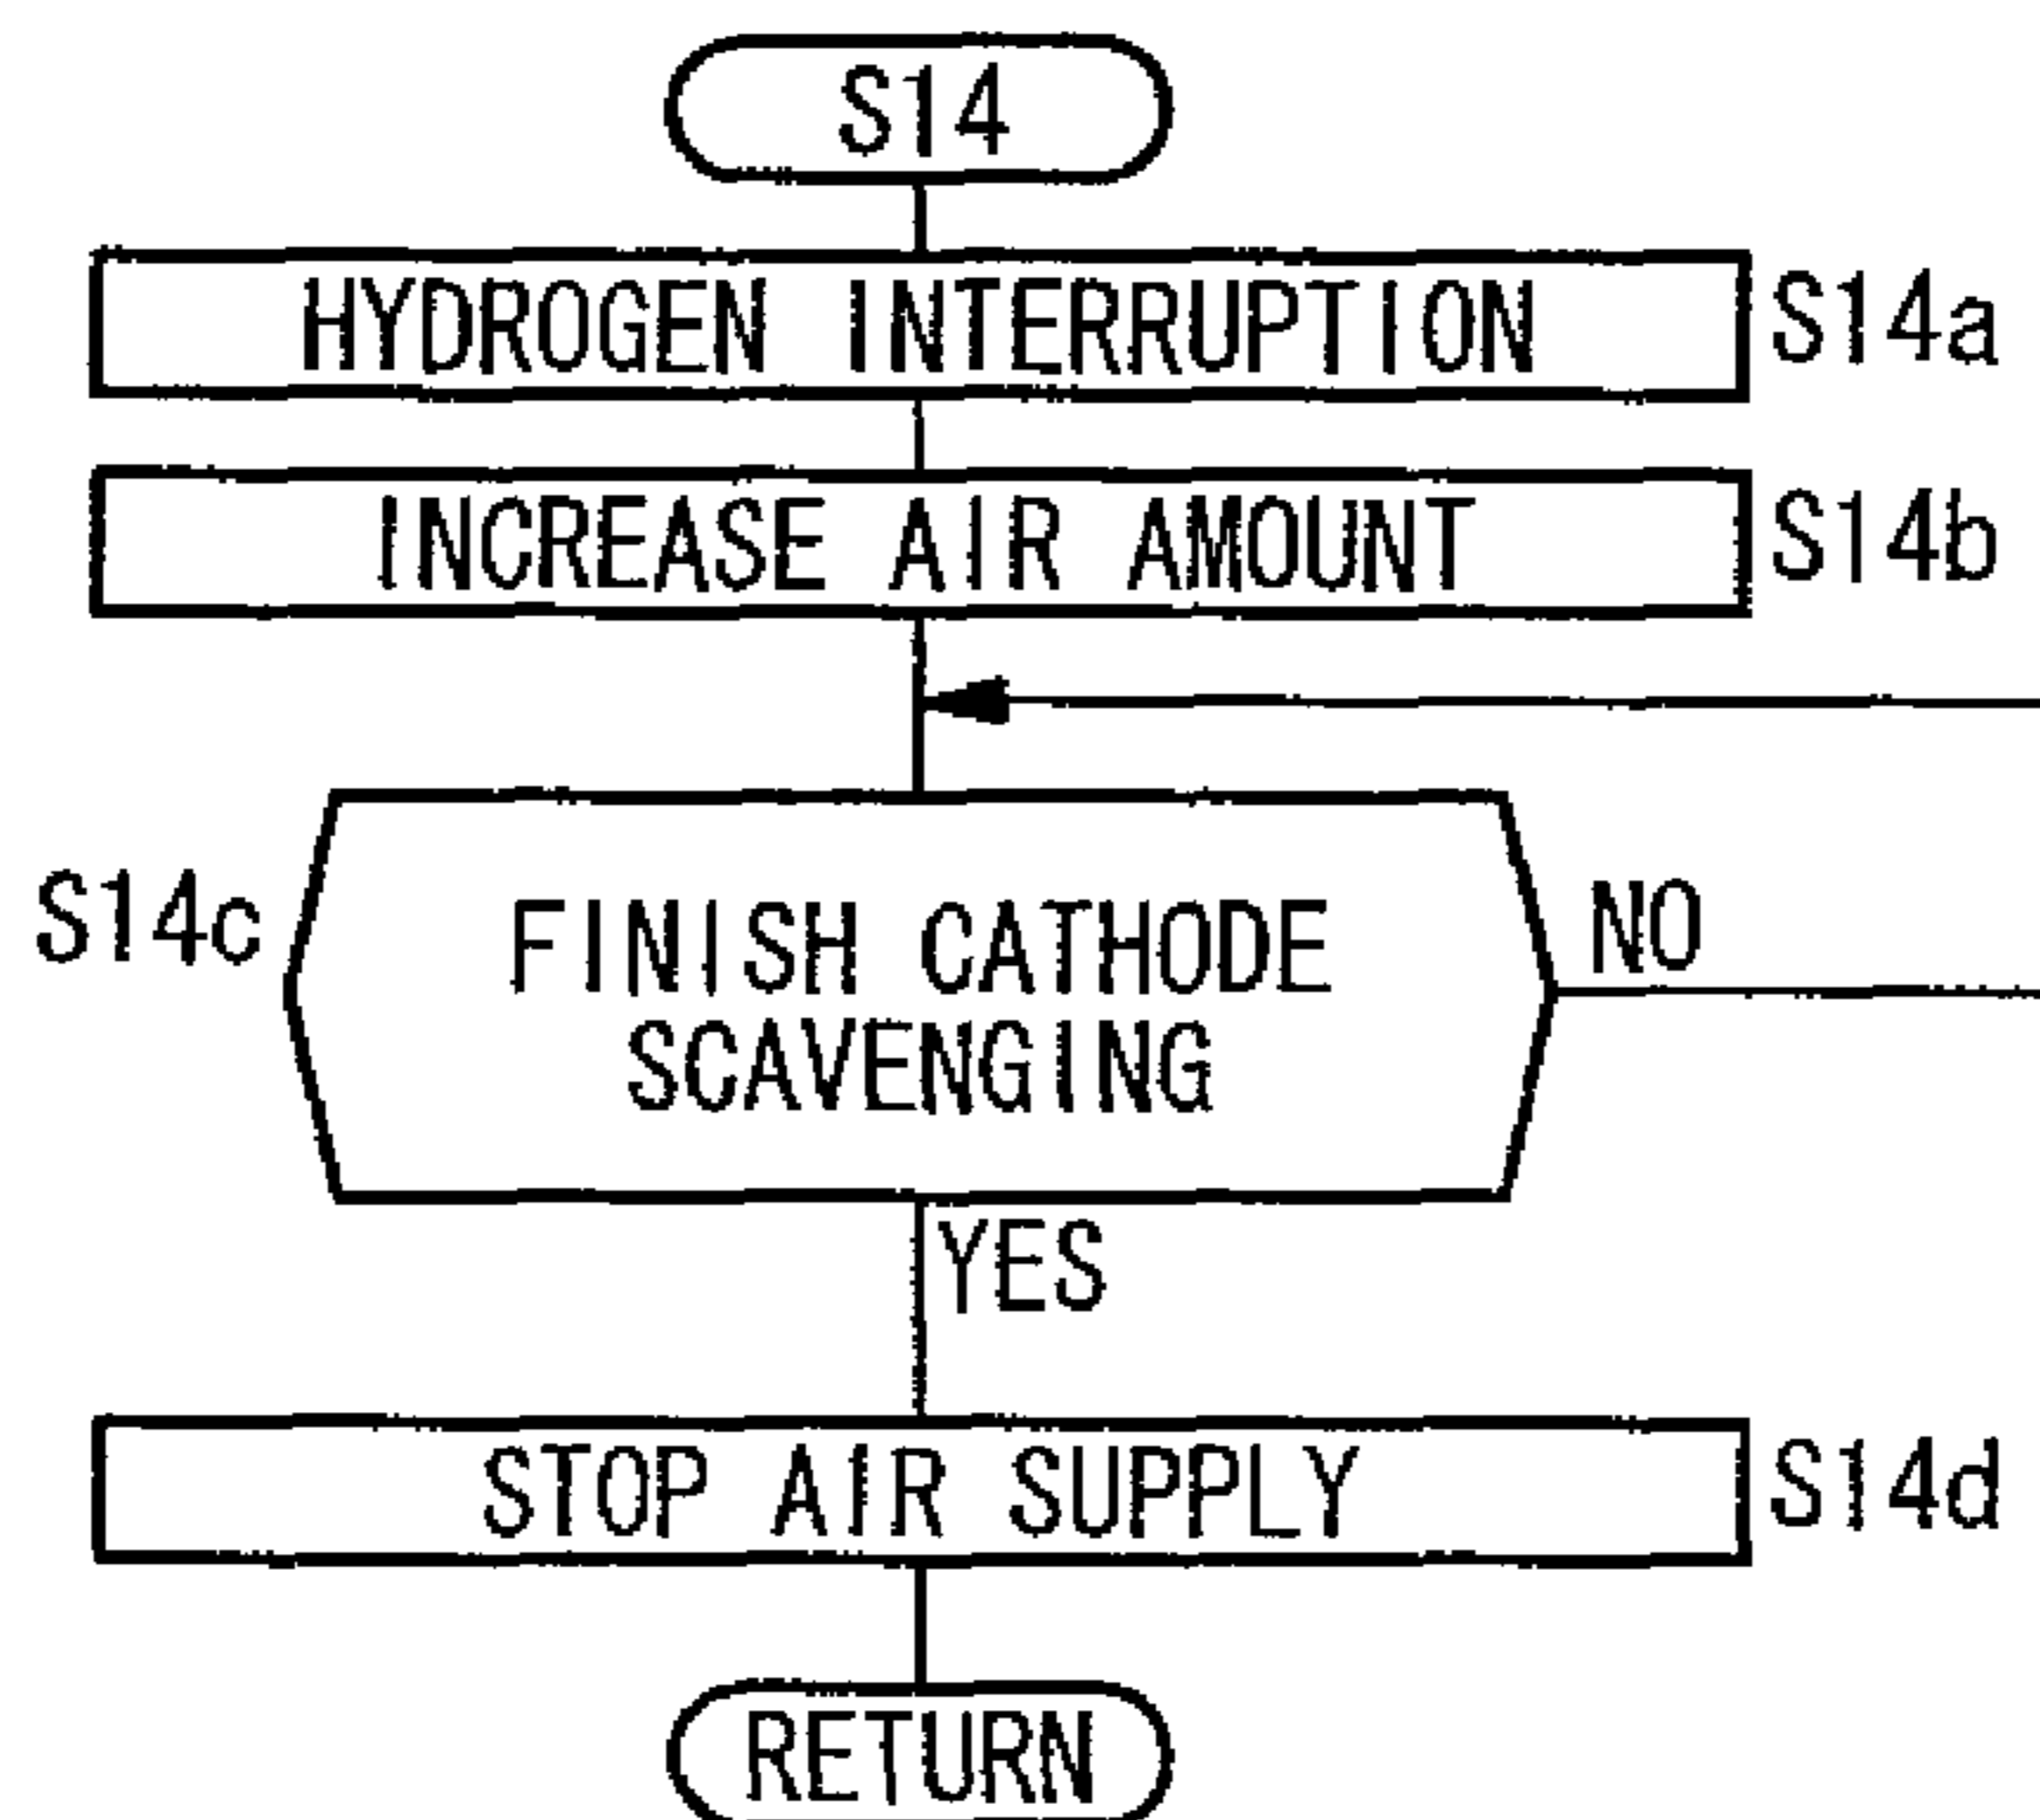 S14
HYDROGEN INTERRUPTION S14a
INCREASE AIR AMOUNT S14b
S14c
FINISH CATHODE
SCAVENGING
NO
YES
STOP AIR SUPPLY S14d
RETURN